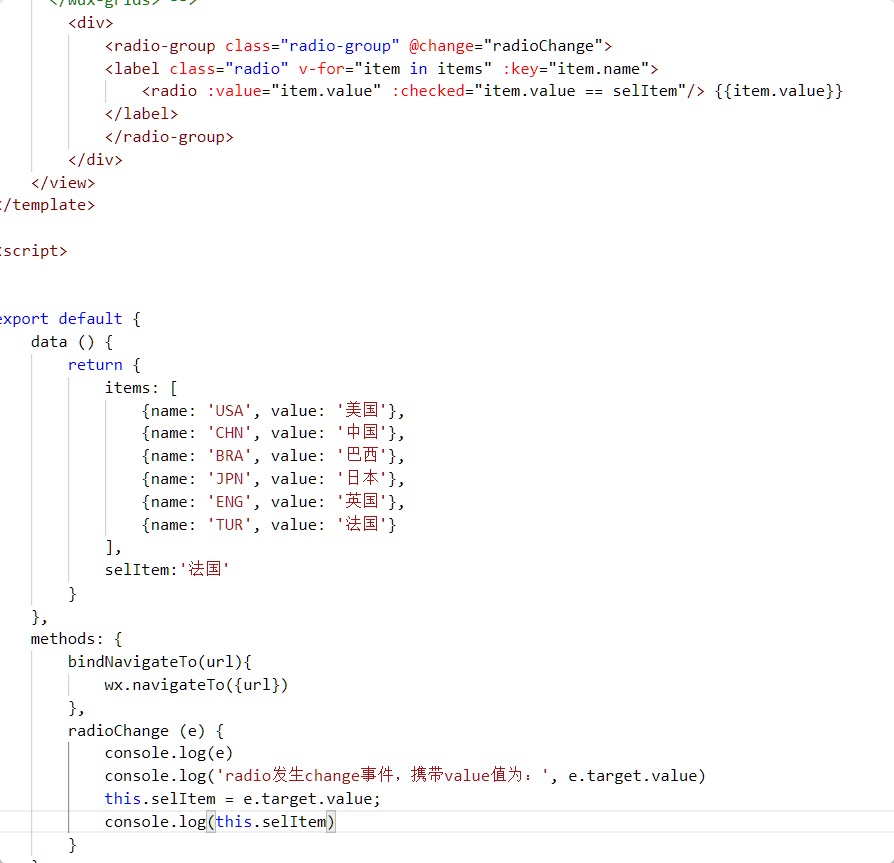 </wux-grids> -->
<div>
<radio-group class="radio-group" @change="radioChange">
<label class="radio" v-for="item in items" :key="item.name">
<radio :value="item.value" :checked="item.value == selItem"/> {{item.value}}
</label>
</radio-group>
</div>
</view>
</template>
script>
export default {
data () {
return {
items: [
{name: 'USA', value: '美国'},
{name: 'CHN', value: '中国'},
{name: 'BRA', value: '巴西'},
{name: 'JPN', value: '日本'},
{name: 'ENG', value: '英国'},
{name: 'TUR', value: '法国'}
],
selItem:'法国'
}
},
methods: {
bindNavigateTo(url){
wx.navigateTo({url})
},
radioChange (e) {
console.log(e)
console.log('radio发生change事件，携带value值为：', e.target.value)
this.selItem = e.target.value;
console.log(this.selItem)
}